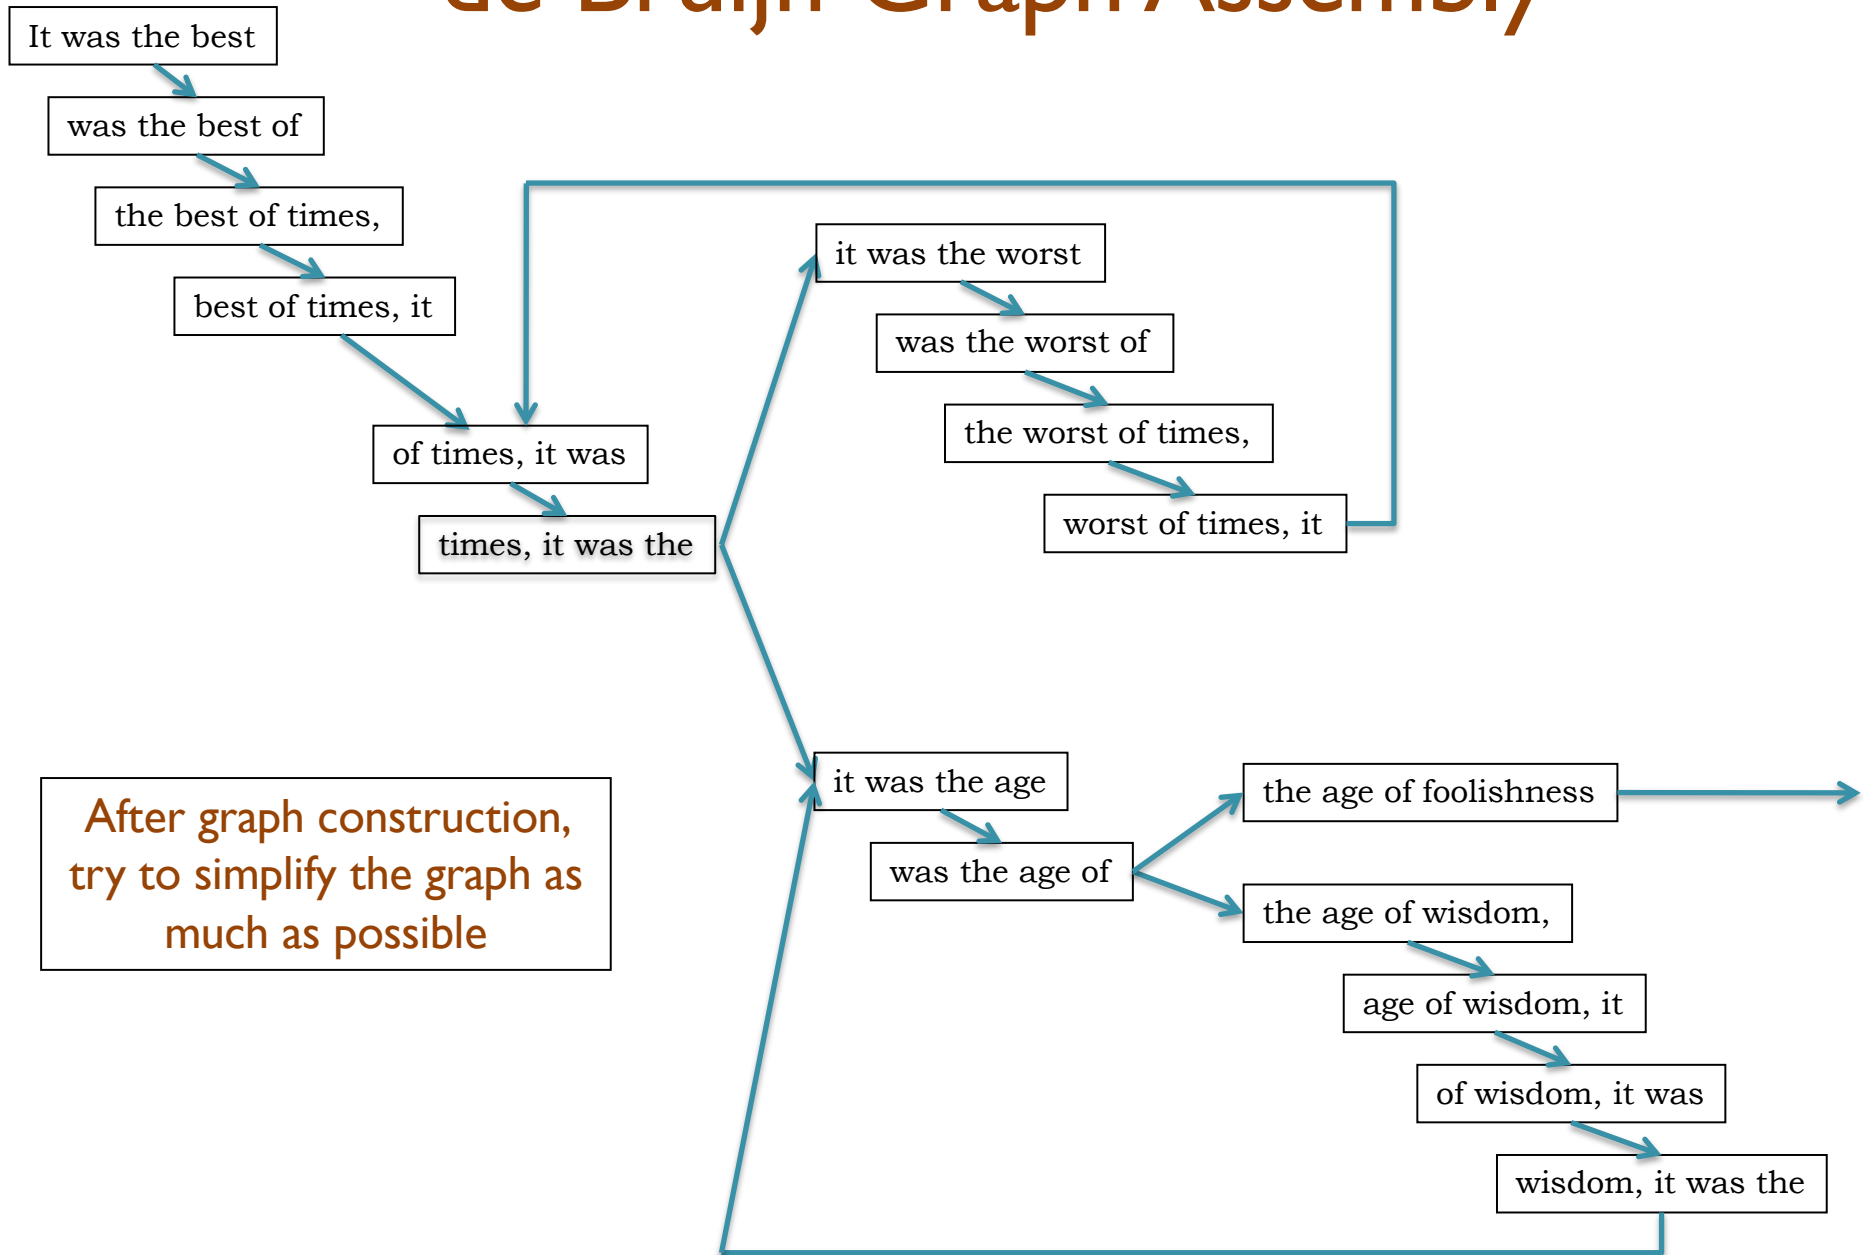 de Bruijn Graph Assembly
It was the best
was the best of
the best of times,
best of times, it
of times, it was
times, it was the
it was the worst
was the worst of
the worst of times,
worst of times, it
it was the age
was the age of
the age of foolishness
the age of wisdom,
age of wisdom, it
of wisdom, it was
wisdom, it was the
After graph construction,
try to simplify the graph as
much as possible